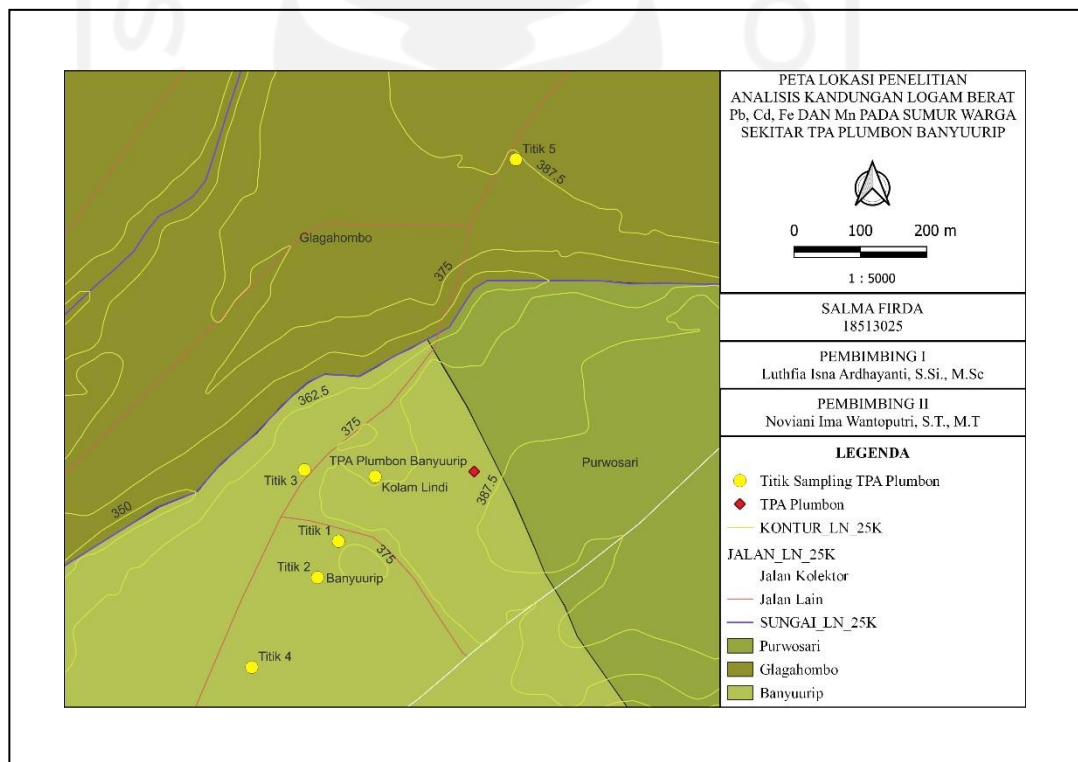 PETA LOKASI PENELITIAN
ANALISIS KANDUNGAN LOGAM BERAT
Pb, Cd, Fe DAN Mn PADA SUMUR WARGA
SEKITAR TPA PLUMBON BANYUURIP
0 100 200 m
1 : 5000
SALMA FIRDA
18513025
PEMBIMBING I
Luthfia Isna Ardhayanti, S.Si., M.Sc
PEMBIMBING II
Noviani Ima Wantoputri, S.T., M.T
LEGENDA
Titik Sampling TPA Plumbon
TPA Plumbon
KONTUR_LN_25K
JALAN_LN_25K
Jalan Kolektor
Jalan Lain
SUNGAI_LN_25K
Purwosari
Glagahombo
Banyuurip
Titik 5
387.5
Glagahombo
375
362.5
375
TPA Plumbon Banyuurip
Titik 3
Kolam Lindi
Purwosari
387.5
350
Titik 1
375
Titik 2
Banyuurip
Titik 4